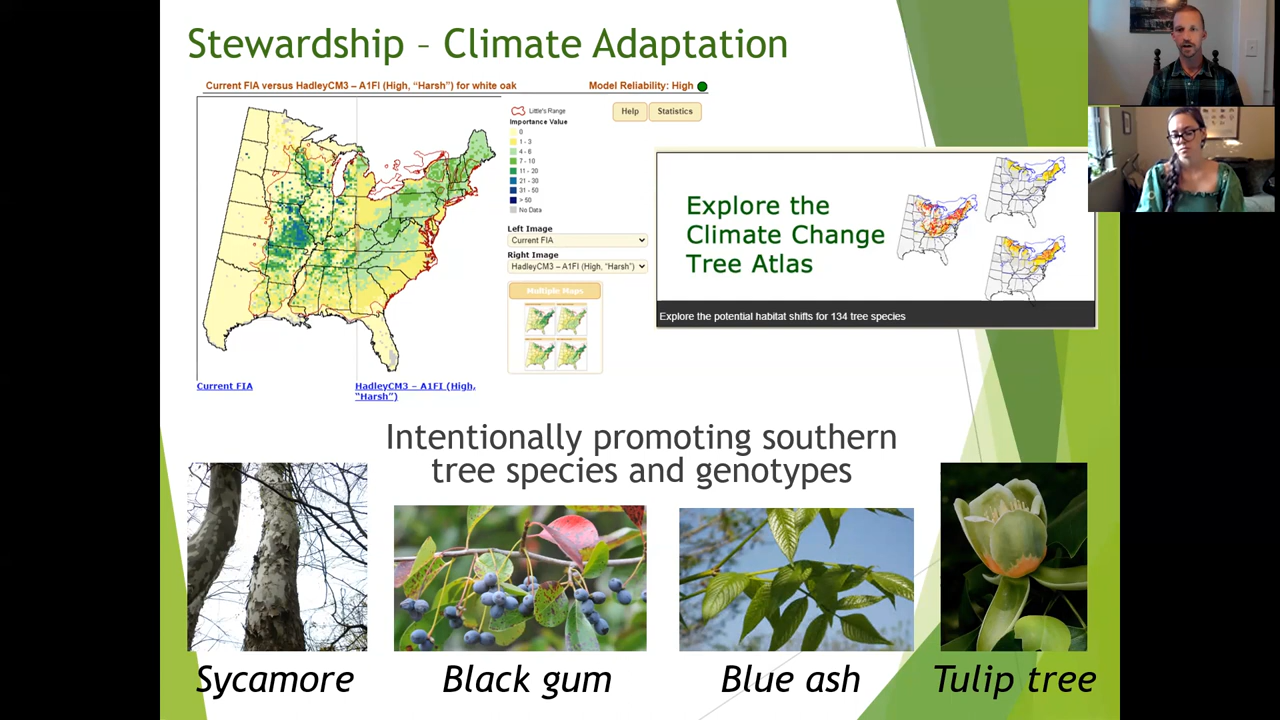 Stewardship – Climate Adaptation
Current FIA versus HadleyCM3 – A1FI (High, "Harsh") for white oak
Model Reliability: High
Little's Range
Importance Value
0
1 - 3
4 - 6
7 - 10
11 - 20
21 - 30
31 - 50
> 50
No Data
Help
Statistics
Left Image
Current FIA
Right Image
HadleyCM3 – A1FI (High, "Harsh")
Multiple Maps
Current FIA
HadleyCM3 – A1FI (High,
"Harsh")
Explore the
Climate Change
Tree Atlas
Explore the potential habitat shifts for 134 tree species
Intentionally promoting southern
tree species and genotypes
Sycamore
Black gum
Blue ash
Tulip tree